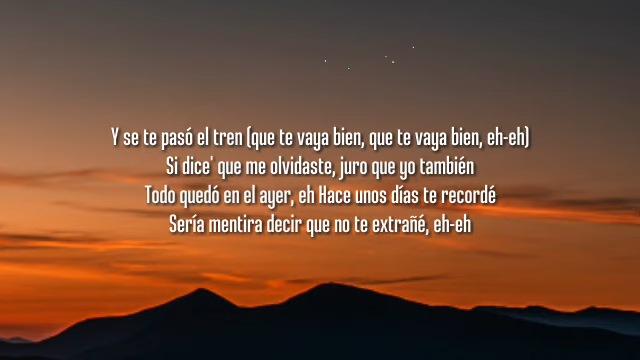 Y se te pasó el tren (que te vaya bien, que te vaya bien, eh-eh)
Si dice' que me olvidaste, juro que yo también
Todo quedó en el ayer, eh Hace unos días te recordé
Sería mentira decir que no te extrañé, eh-eh